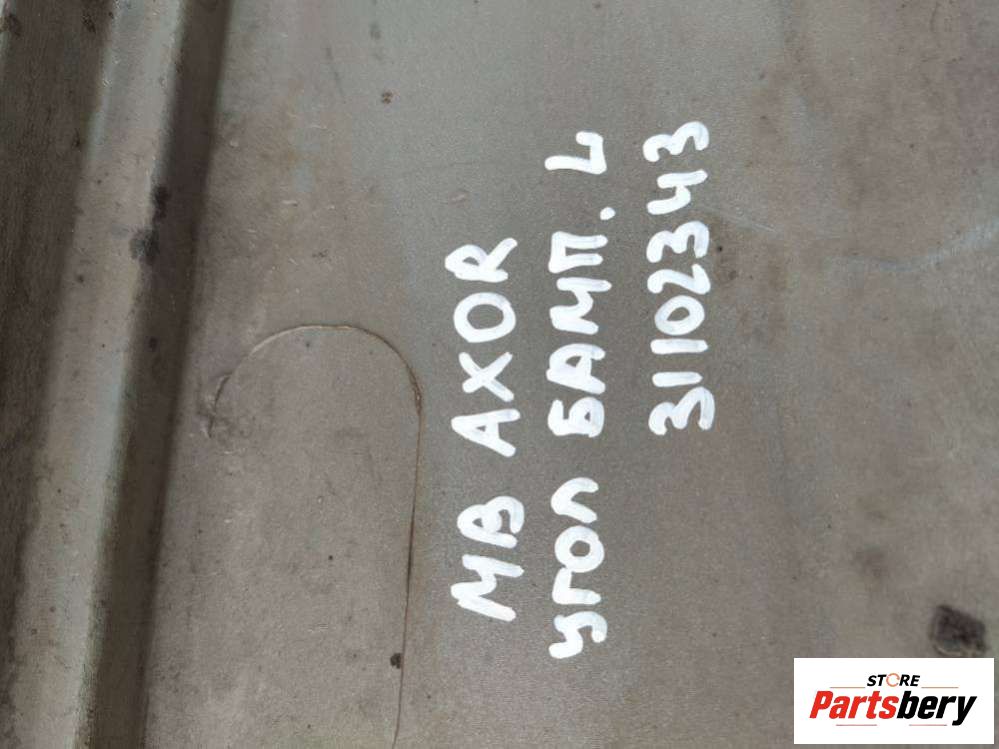 MB AXOR
УГОЛ БАМП. L
31102343
STORE
Partsbery